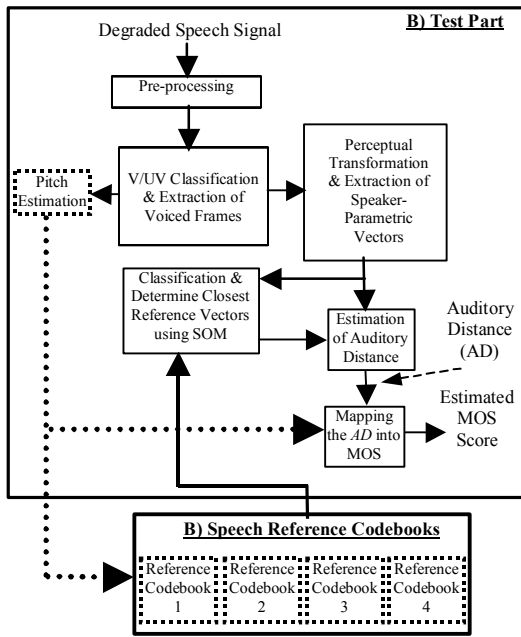 B) Test Part
Degraded Speech Signal
Pre-processing
Pitch
Estimation
V/UV Classification
& Extraction of
Voiced Frames
Perceptual
Transformation
& Extraction of
Speaker-
Parametric
Vectors
Classification &
Determine Closest
Reference Vectors
using SOM
Estimation
of Auditory
Distance
Auditory
Distance
(AD)
Mapping
the AD into
MOS
Estimated
MOS
Score
B) Speech Reference Codebooks
Reference
Codebook
1
Reference
Codebook
2
Reference
Codebook
3
Reference
Codebook
4